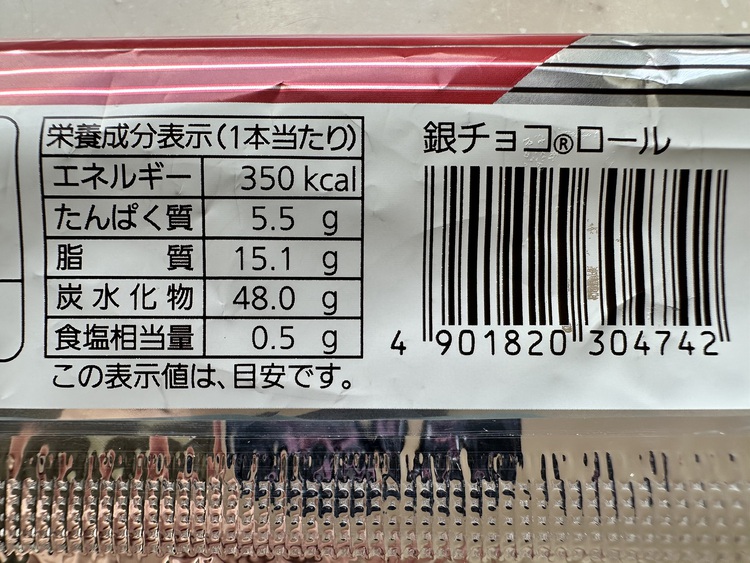 栄養成分表示(1本当たり)
エネルギー 350 kcal
たんぱく質 5.5 g
脂質 15.1 g
炭水化物 48.0 g
食塩相当量 0.5 g
この表示値は、目安です。
銀チョコ®ロール
4 901820 304742